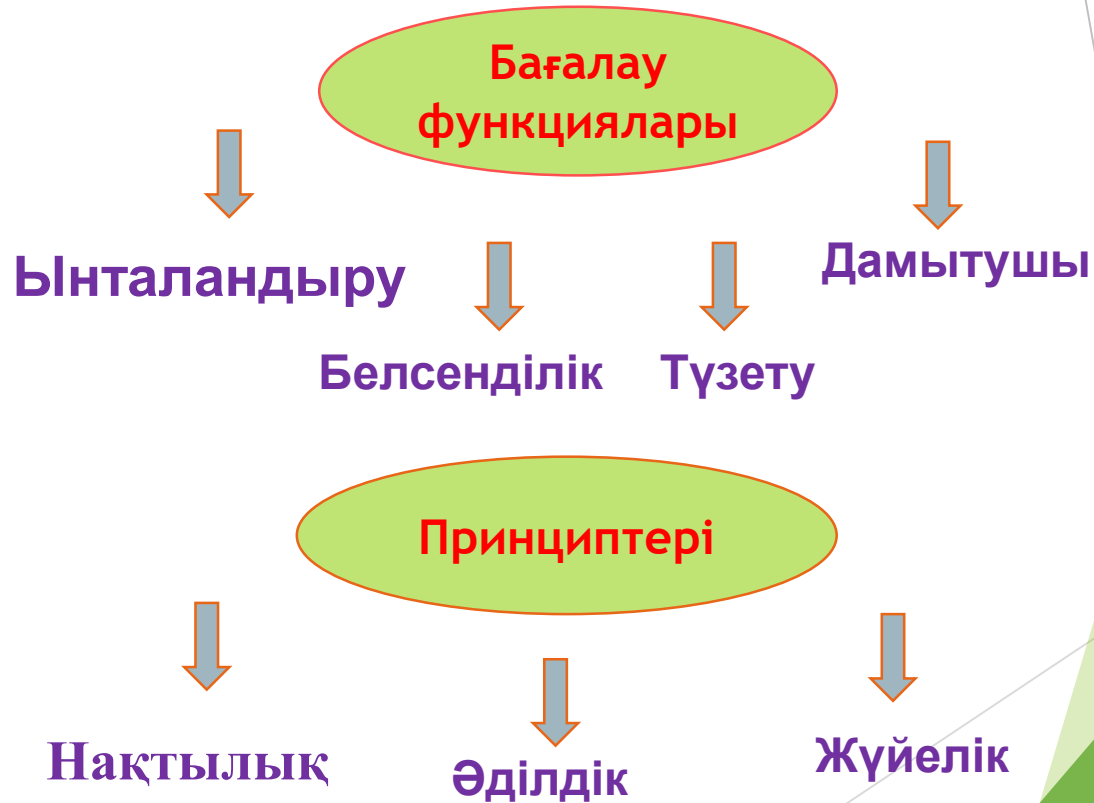 Бағалау
функциялары
Ынталандыру
Дамытушы
Белсенділік
Түзету
Принциптері
Нақтылық
Әділдік
Жүйелік